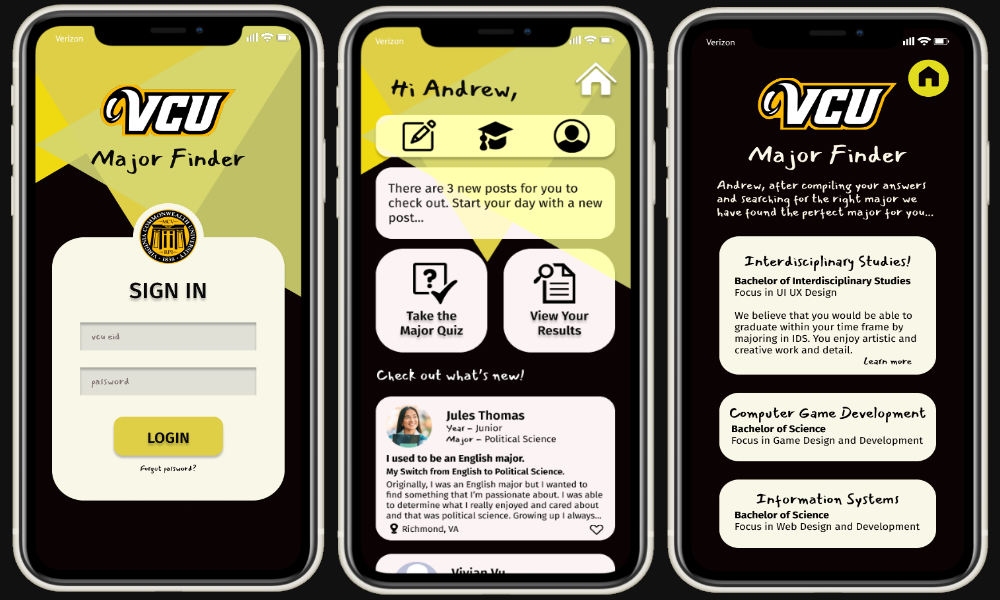 Verizon
VCU
Major Finder
VIRGINIA COMMONWEALTH UNIVERSITY
1838
SIGN IN
vcu eid
password
LOGIN
Forgot password?
Verizon
Hi Andrew,
There are 3 new posts for you to
check out. Start your day with a new
post...
Take the
Major Quiz
View Your
Results
Check out what's new!
Jules Thomas
Year – Junior
Major – Political Science
I used to be an English major.
My Switch from English to Political Science.
Originally, I was an English major but I wanted to
find something that I'm passionate about. I was able
to determine what I really enjoyed and cared about
and that was political science. Growing up I always...
Richmond, VA
Vivian Vu
Verizon
VCU
Major Finder
Andrew, after compiling your answers
and searching for the right major we
have found the perfect major for you...
Interdisciplinary Studies!
Bachelor of Interdisciplinary Studies
Focus in UI UX Design
We believe that you would be able to
graduate within your time frame by
majoring in IDS. You enjoy artistic and
creative work and detail.
Learn more
Computer Game Development
Bachelor of Science
Focus in Game Design and Development
Information Systems
Bachelor of Science
Focus in Web Design and Development